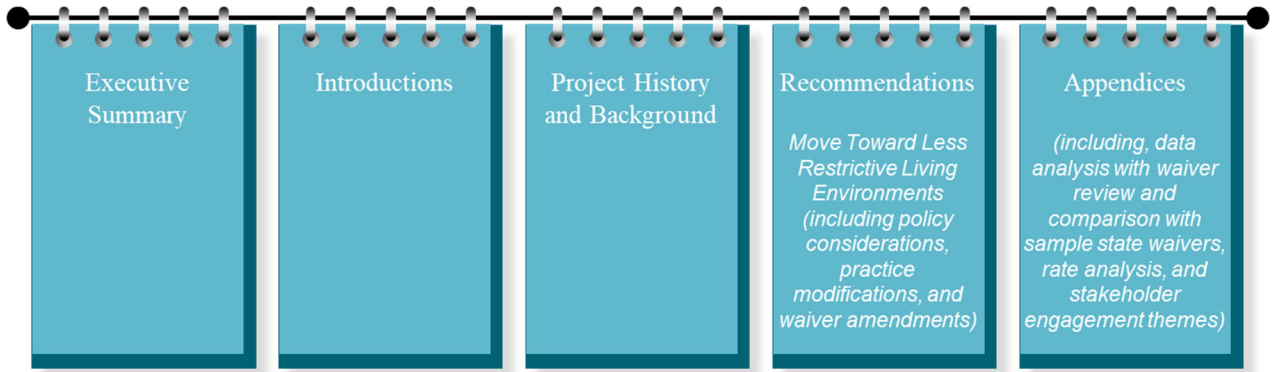 Executive
Summary
Introductions
Project History
and Background
Recommendations
Move Toward Less
Restrictive Living
Environments
(including policy
considerations,
practice
modifications, and
waiver amendments)
Appendices
(including, data
analysis with waiver
review and
comparison with
sample state waivers,
rate analysis, and
stakeholder
engagement themes)